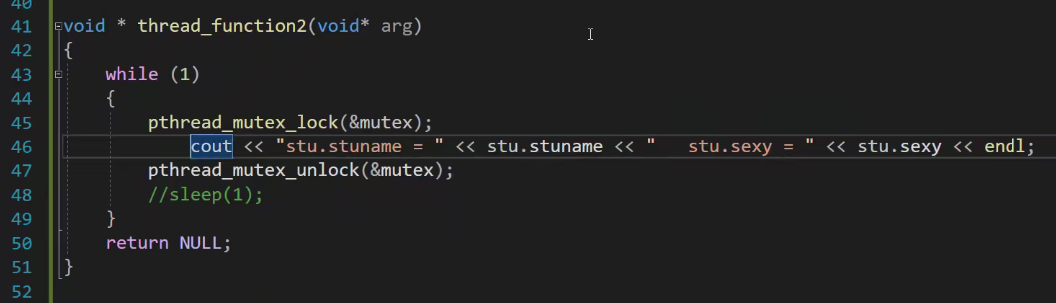 40
41 void * thread_function2(void* arg)
42 {
43 while (1)
44 {
45 pthread_mutex_lock(&mutex);
46 cout << "stu.stuname = " << stu.stuname << "   stu.sexy = " << stu.sexy << endl;
47 pthread_mutex_unlock(&mutex);
48 //sleep(1);
49 }
50 return NULL;
51 }
52